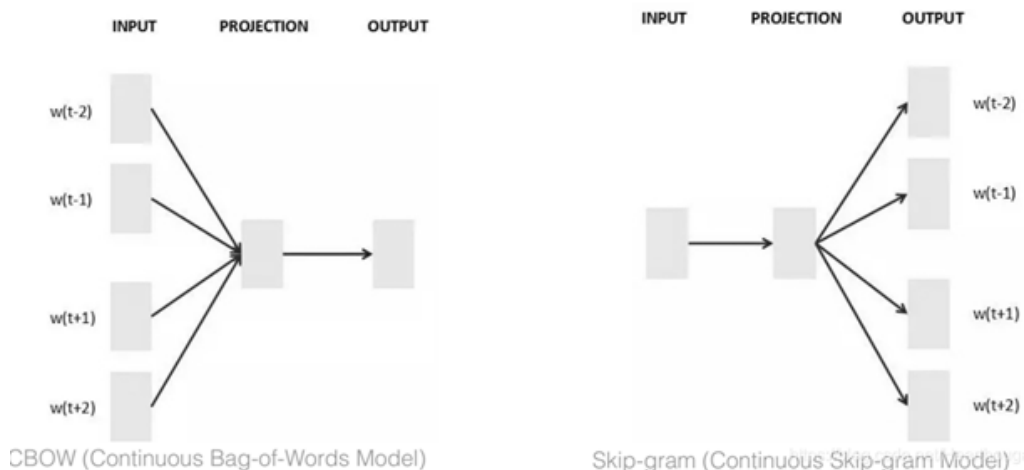 INPUT PROJECTION OUTPUT
w(t-2)
w(t-1)
w(t+1)
w(t+2)
CBOW (Continuous Bag-of-Words Model)
INPUT PROJECTION OUTPUT
w(t-2)
w(t-1)
w(t+1)
w(t+2)
Skip-gram (Continuous Skip-gram Model)